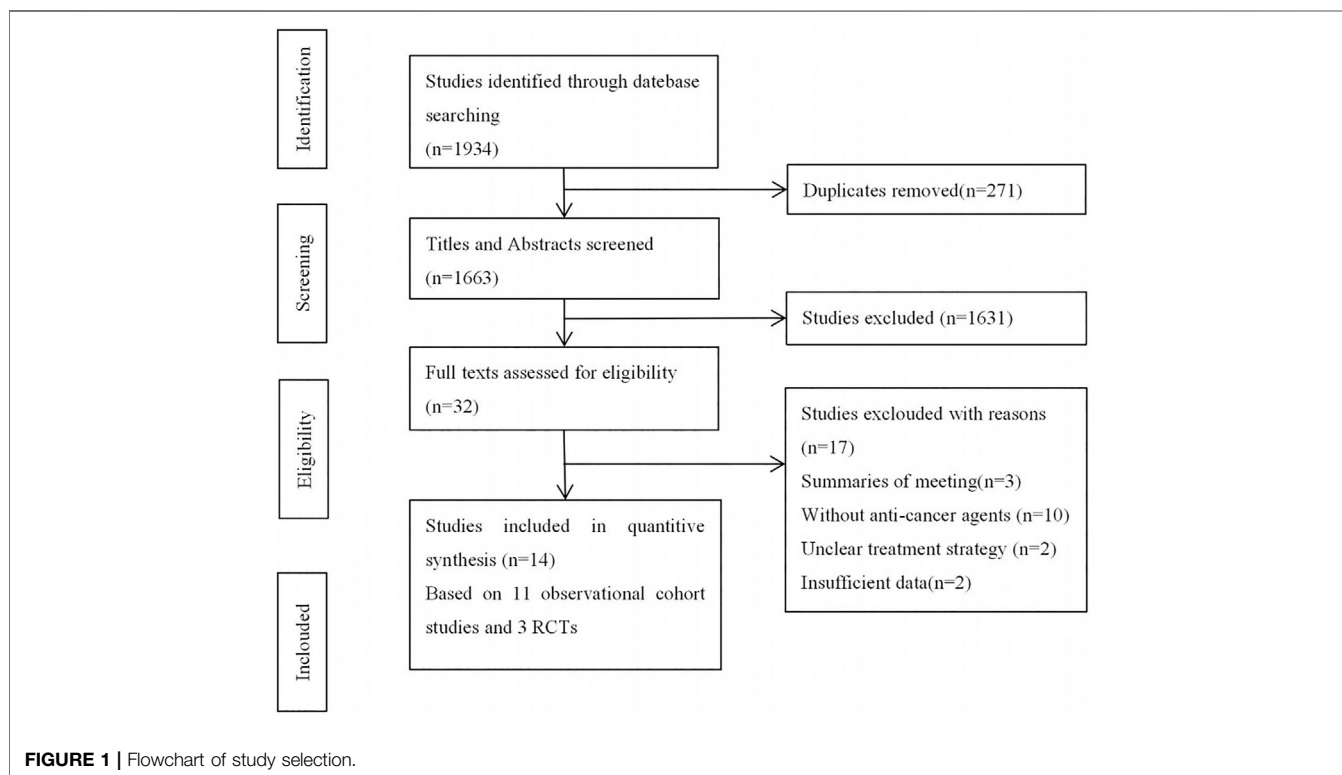 Identification
Studies identified through datebase
searching
(n=1934)
Duplicates removed(n=271)
Screening
Titles and Abstracts screened
(n=1663)
Studies excluded (n=1631)
Eligibility
Full texts assessed for eligibility
(n=32)
Studies exclouded with reasons
(n=17)
Summaries of meeting(n=3)
Without anti-cancer agents (n=10)
Unclear treatment strategy (n=2)
Insufficient data(n=2)
Inclouded
Studies included in quantitive
synthesis (n=14)
Based on 11 observational cohort
studies and 3 RCTs
FIGURE 1 | Flowchart of study selection.